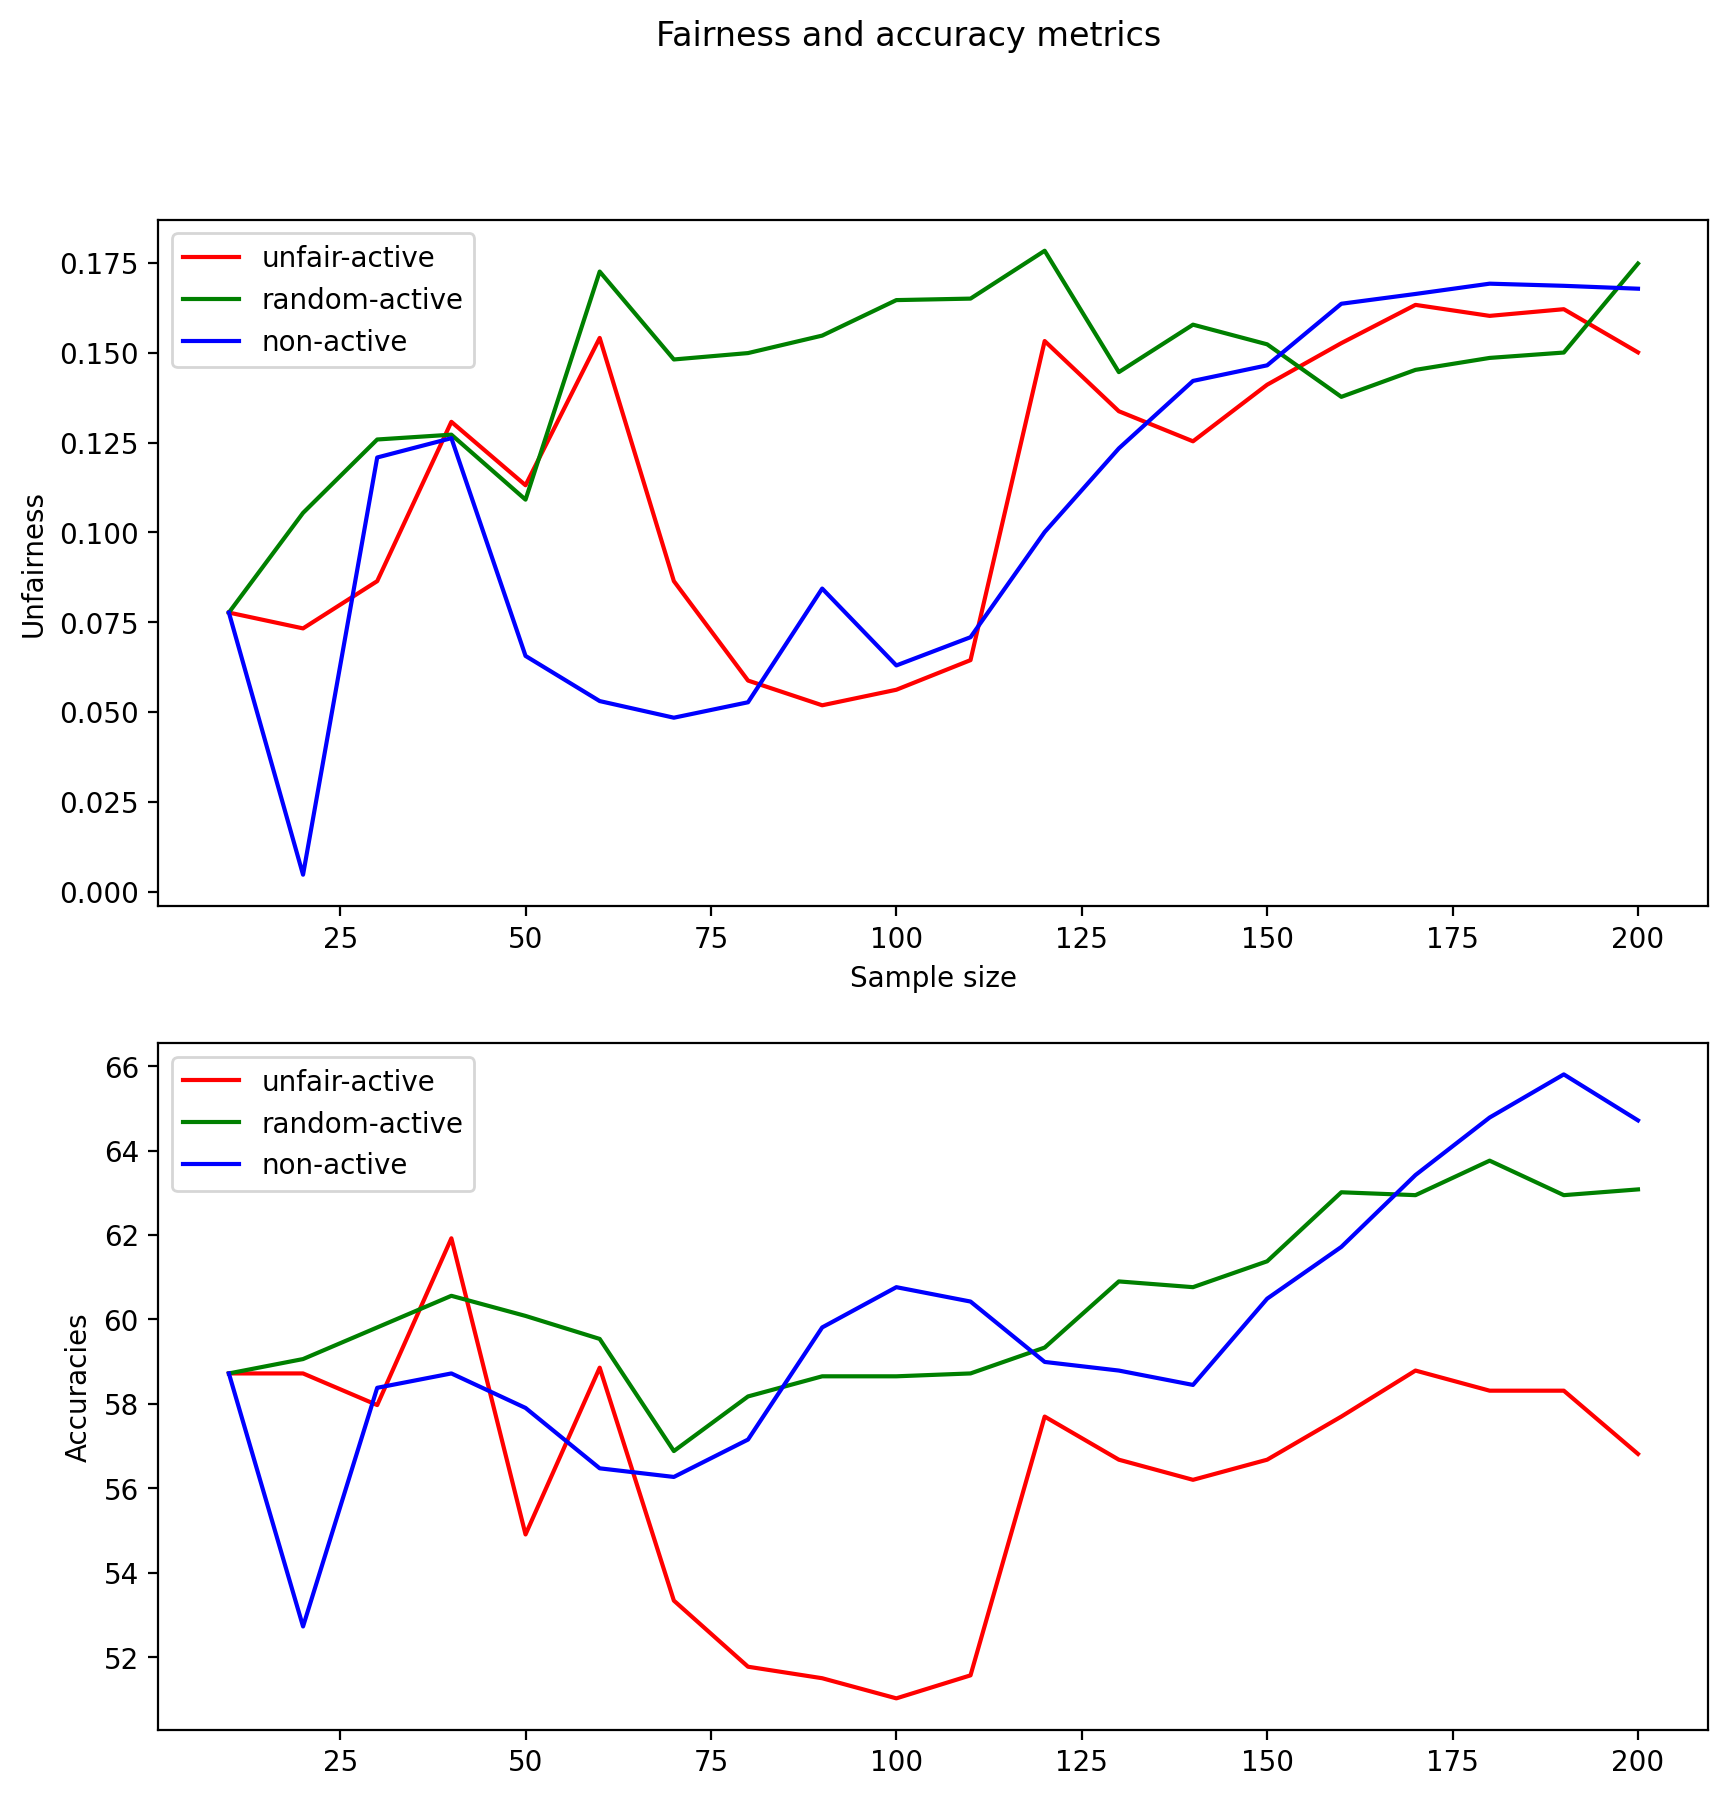 Fairness and accuracy metrics
unfair-active
random-active
non-active
0.175
0.150
0.125
0.100
0.075
0.050
0.025
0.000
Unfairness
25 50 75 100 125 150 175 200
Sample size
unfair-active
random-active
non-active
66
64
62
60
58
56
54
52
Accuracies
25 50 75 100 125 150 175 200